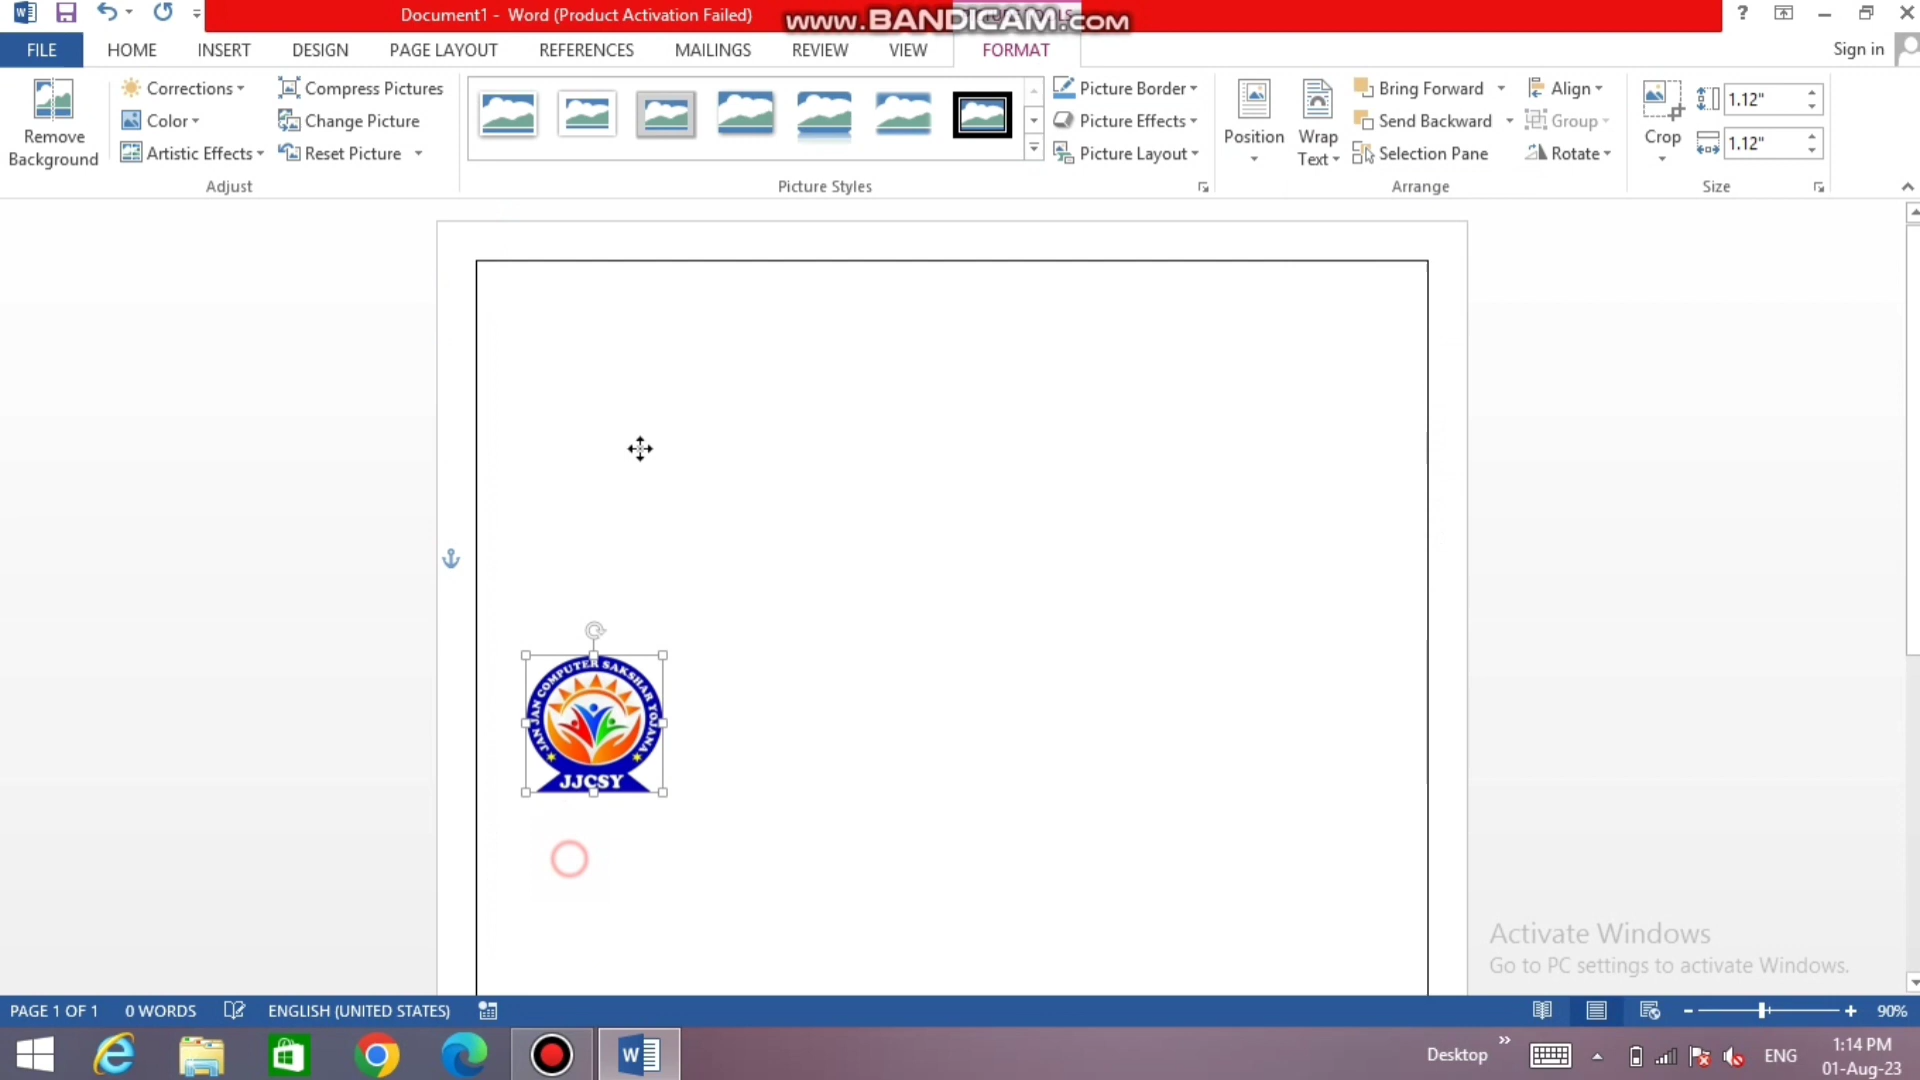 Document1 - Word (Product Activation Failed)
www.BANDICAM.com
?
FILE
HOME
INSERT
DESIGN
PAGE LAYOUT
REFERENCES
MAILINGS
REVIEW
VIEW
FORMAT
Sign in
Remove
Background
Corrections
Color
Artistic Effects
Compress Pictures
Change Picture
Reset Picture
Adjust
Picture Styles
Picture Border
Picture Effects
Picture Layout
Position
Wrap
Text
Bring Forward
Send Backward
Selection Pane
Align
Group
Rotate
Arrange
Crop
1.12"
1.12"
Size
JAN JAN COMPUTER SAKSHAR YOJANA
JJCSY
Activate Windows
Go to PC settings to activate Windows.
PAGE 1 OF 1
0 WORDS
ENGLISH (UNITED STATES)
90%
Desktop
ENG
1:14 PM
01-Aug-23